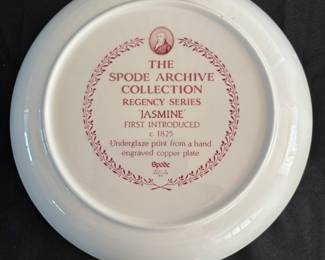 THE
SPODE ARCHIVE
COLLECTION
REGENCY SERIES
'JASMINE'
FIRST INTRODUCED
c. 1825
Underglaze print from a hand
engraved copper plate
Spode